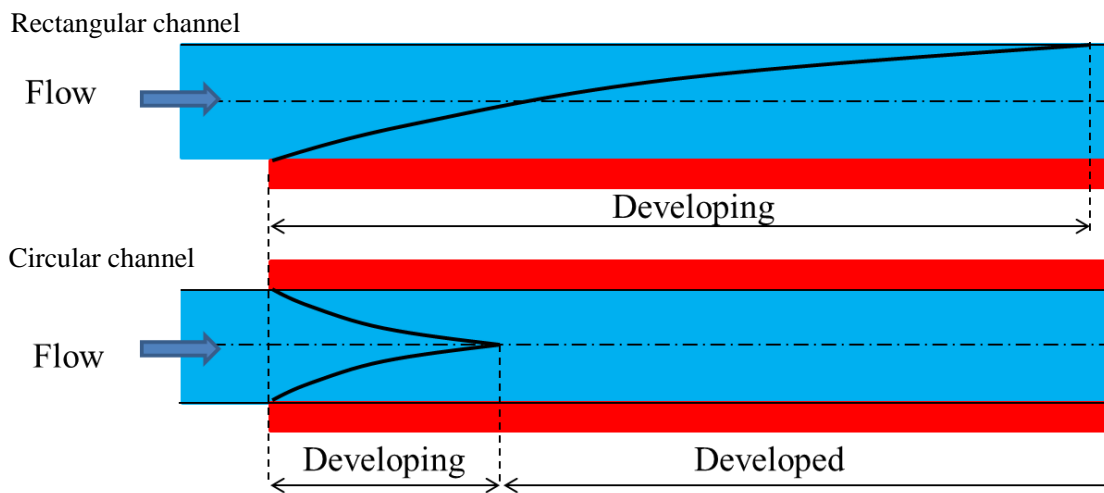 Rectangular channel
Flow
Developing
Circular channel
Flow
Developing
Developed